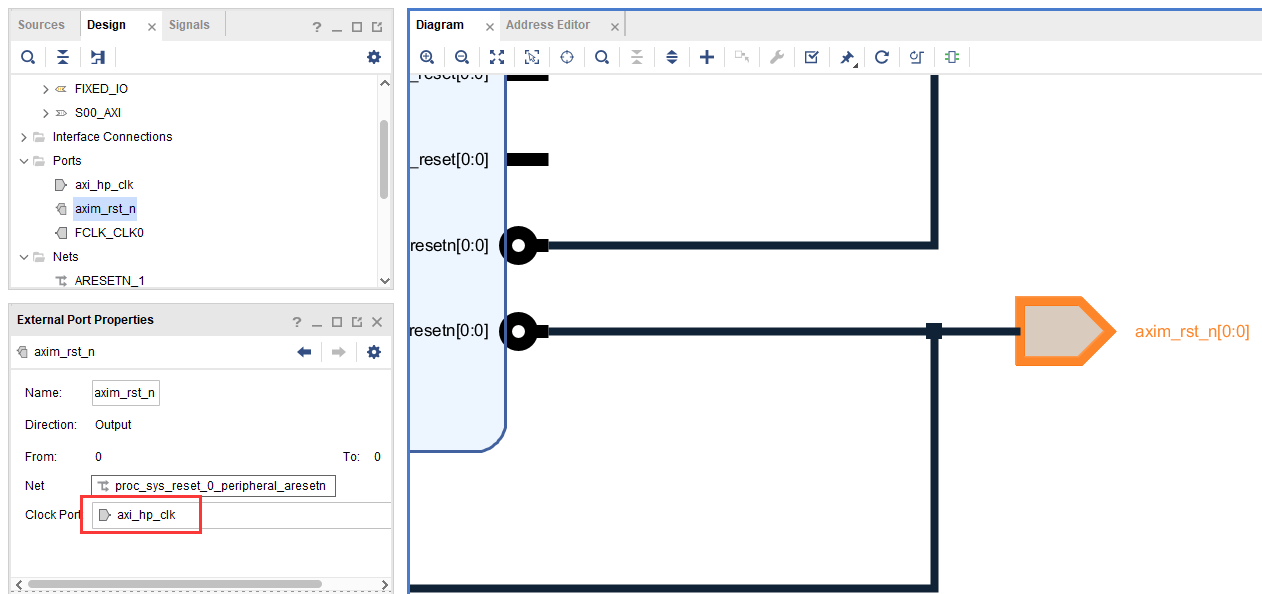 Sources
Design
Signals
FIXED_IO
S00_AXI
Interface Connections
Ports
axi_hp_clk
axim_rst_n
FCLK_CLK0
Nets
ARESETN_1
External Port Properties
axim_rst_n
Name: axim_rst_n
Direction: Output
From: 0 To: 0
Net proc_sys_reset_0_peripheral_aresetn
Clock Port axi_hp_clk
Diagram
Address Editor
_reset[0:0]
_reset[0:0]
resetn[0:0]
resetn[0:0]
axim_rst_n[0:0]